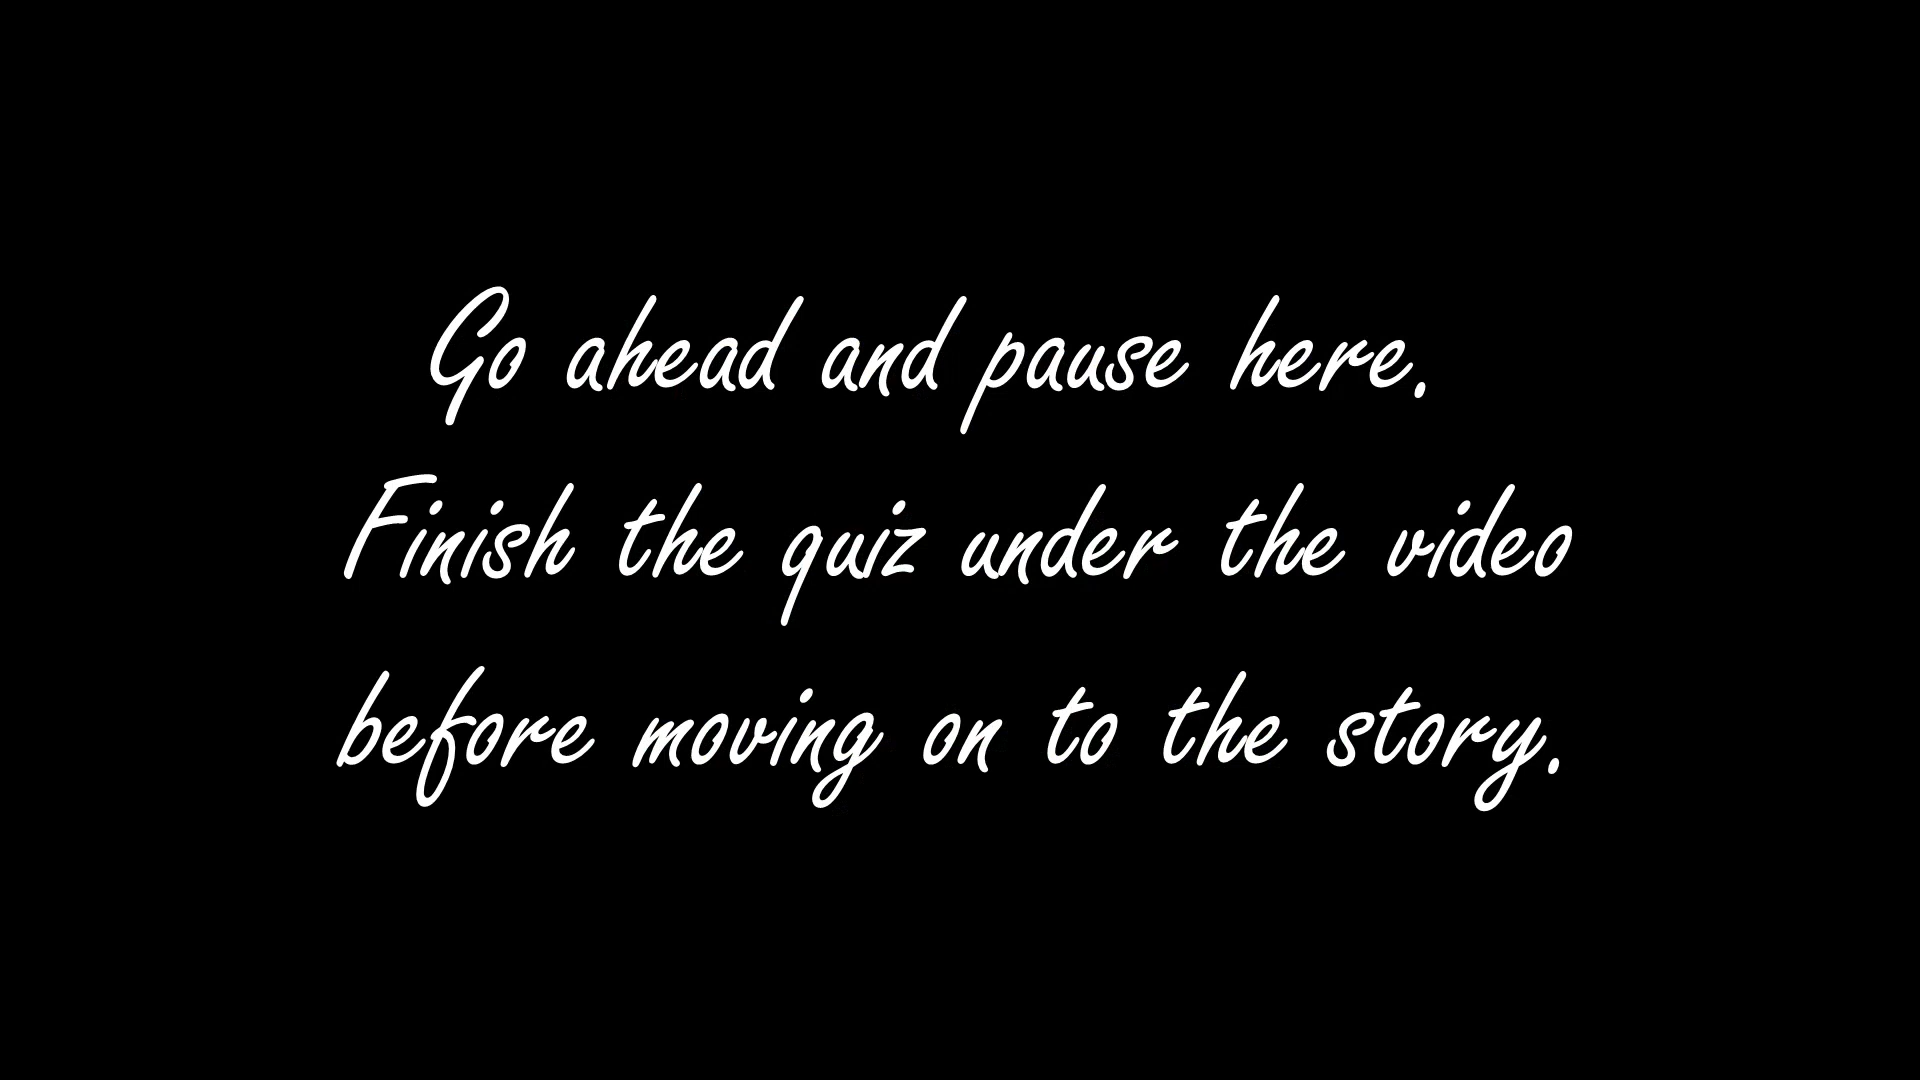 Go ahead and pause here.
Finish the quiz under the video
before moving on to the story.